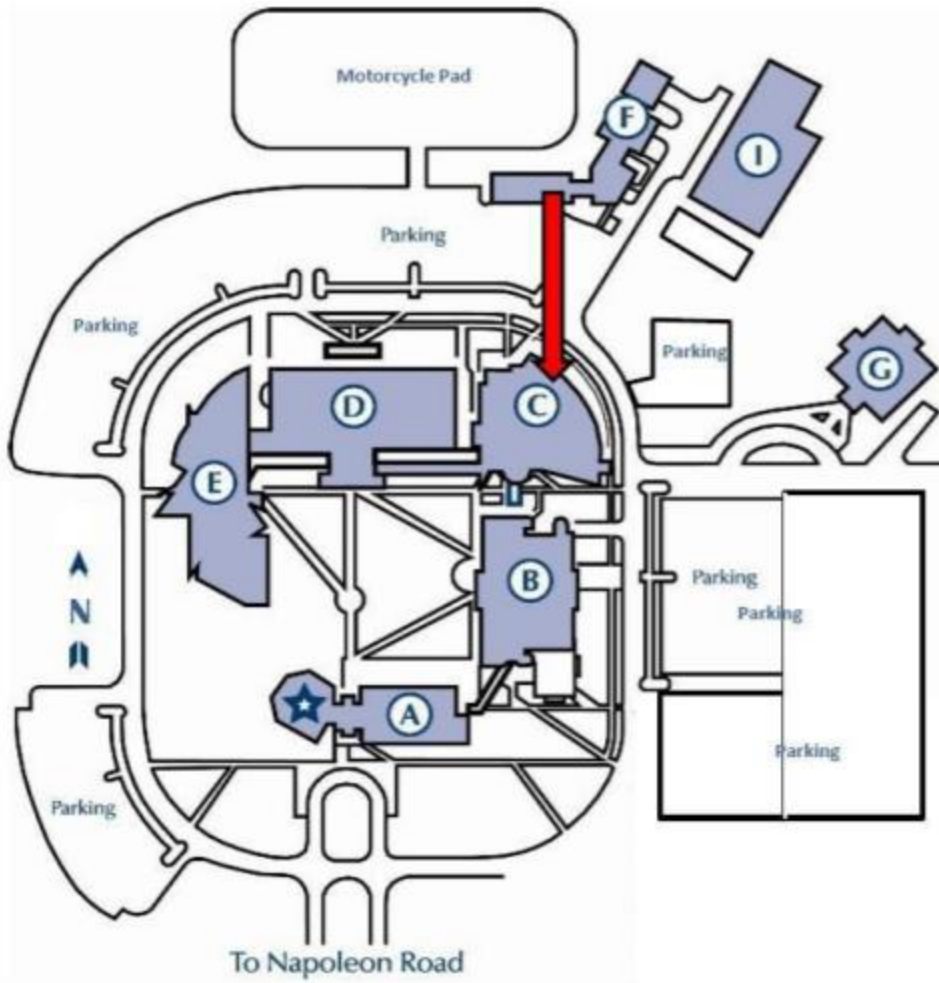 Motorcycle Pad
F
I
Parking
Parking
Parking
G
D
C
E
B
Parking
Parking
N
A
Parking
Parking
To Napoleon Road